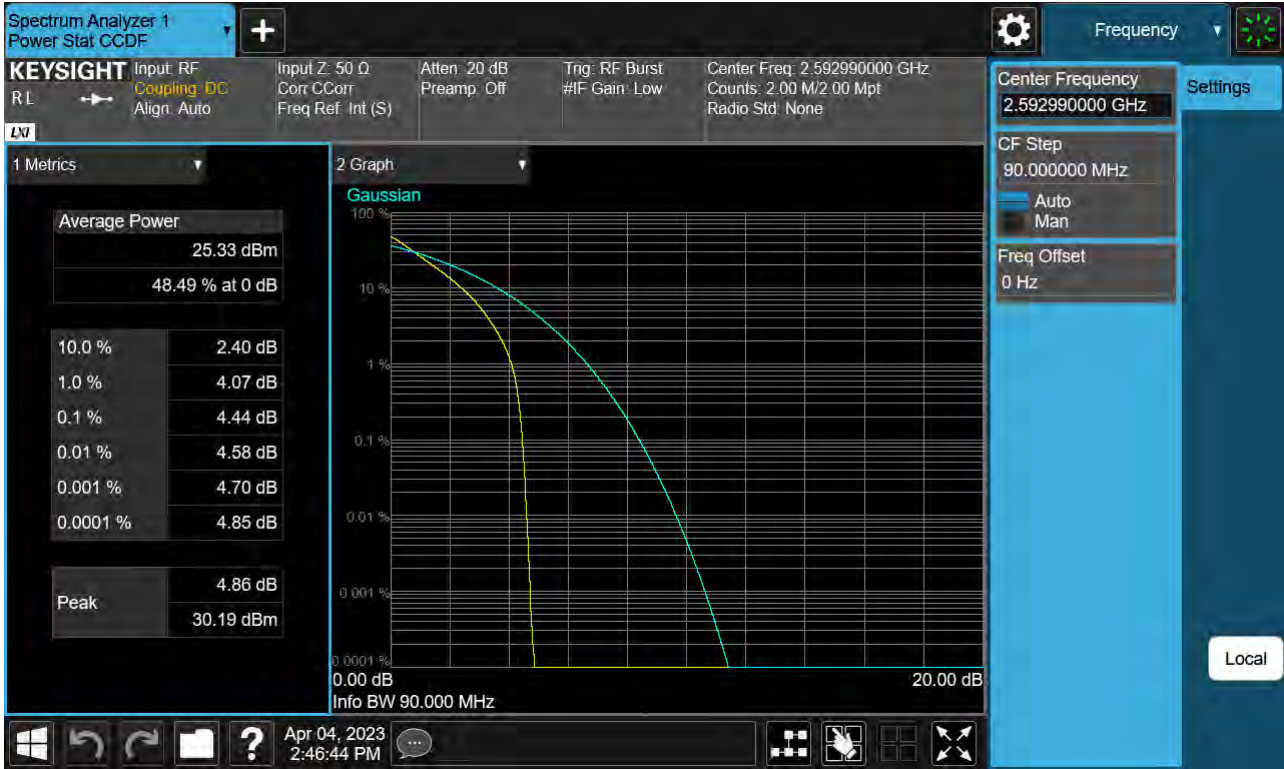 Spectrum Analyzer 1
Power Stat CCDF
+
Frequency
KEYSIGHT
RL
LXI
Input: RF
Coupling: DC
Align: Auto
Input Z: 50 Ω
Corr CCorr
Freq Ref: Int (S)
Atten: 20 dB
Preamp: Off
Trig: RF Burst
#IF Gain: Low
Center Freq: 2.592990000 GHz
Counts: 2.00 M/2.00 Mpt
Radio Std: None
Center Frequency
2.592990000 GHz
Settings
CF Step
90.000000 MHz
Auto
Man
Freq Offset
0 Hz
Local
1 Metrics
Average Power
25.33 dBm
48.49 % at 0 dB
10.0 % 2.40 dB
1.0 % 4.07 dB
0.1 % 4.44 dB
0.01 % 4.58 dB
0.001 % 4.70 dB
0.0001 % 4.85 dB
Peak
4.86 dB
30.19 dBm
2 Graph
Gaussian
100 %
10 %
1 %
0.1 %
0.01 %
0.001 %
0.0001 %
0.00 dB 20.00 dB
Info BW 90.000 MHz
?
Apr 04, 2023
2:46:44 PM